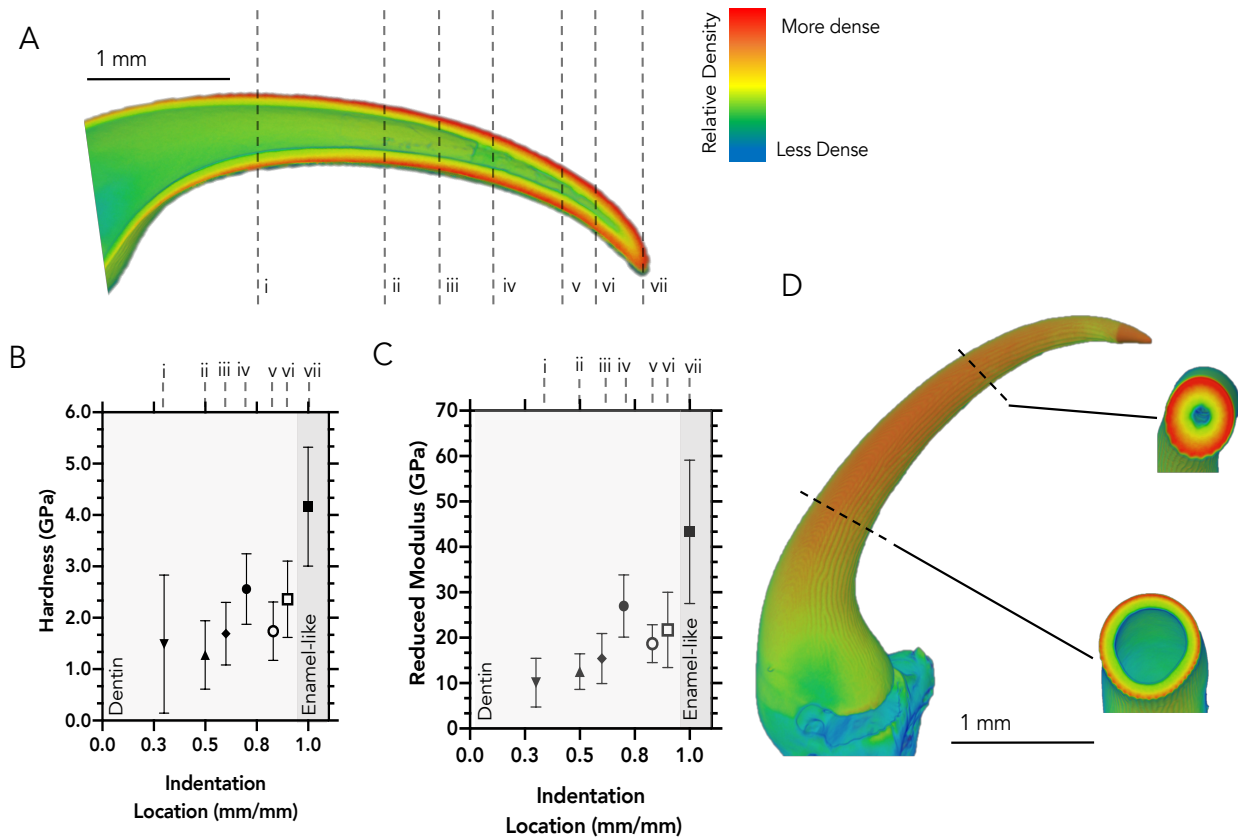 A
1 mm
i
ii
iii
iv
v
vi
vii
Relative Density
More dense
Less Dense
B
i
ii
iii
iv
v
vi
vii
Hardness (GPa)
6.0
5.0
4.0
3.0
2.0
1.0
0.0
Dentin
Enamel-like
0.0
0.3
0.5
0.8
1.0
Indentation
Location (mm/mm)
C
i
ii
iii
iv
v
vi
vii
Reduced Modulus (GPa)
70
60
50
40
30
20
10
0
Dentin
Enamel-like
0.0
0.3
0.5
0.8
1.0
Indentation
Location (mm/mm)
D
1 mm